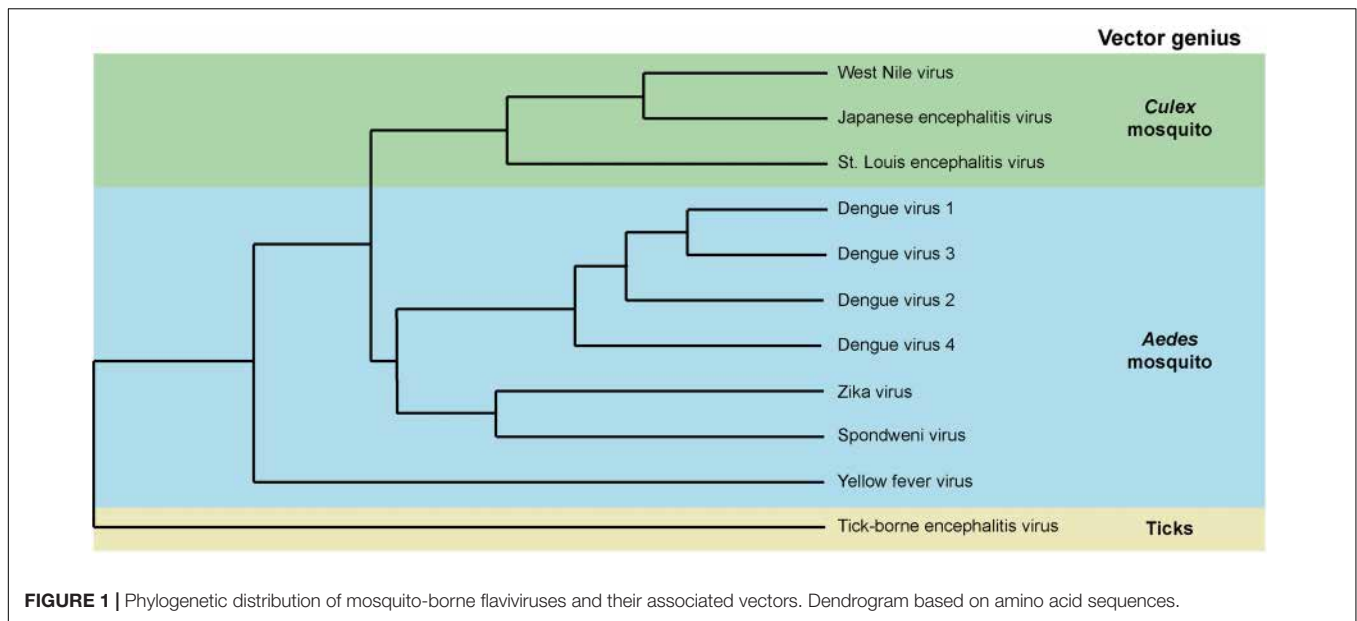 Vector genius
West Nile virus
Japanese encephalitis virus
Culex
mosquito
St. Louis encephalitis virus
Dengue virus 1
Dengue virus 3
Dengue virus 2
Dengue virus 4
Aedes
mosquito
Zika virus
Spondweni virus
Yellow fever virus
Tick-borne encephalitis virus
Ticks
FIGURE 1 | Phylogenetic distribution of mosquito-borne flaviviruses and their associated vectors. Dendrogram based on amino acid sequences.